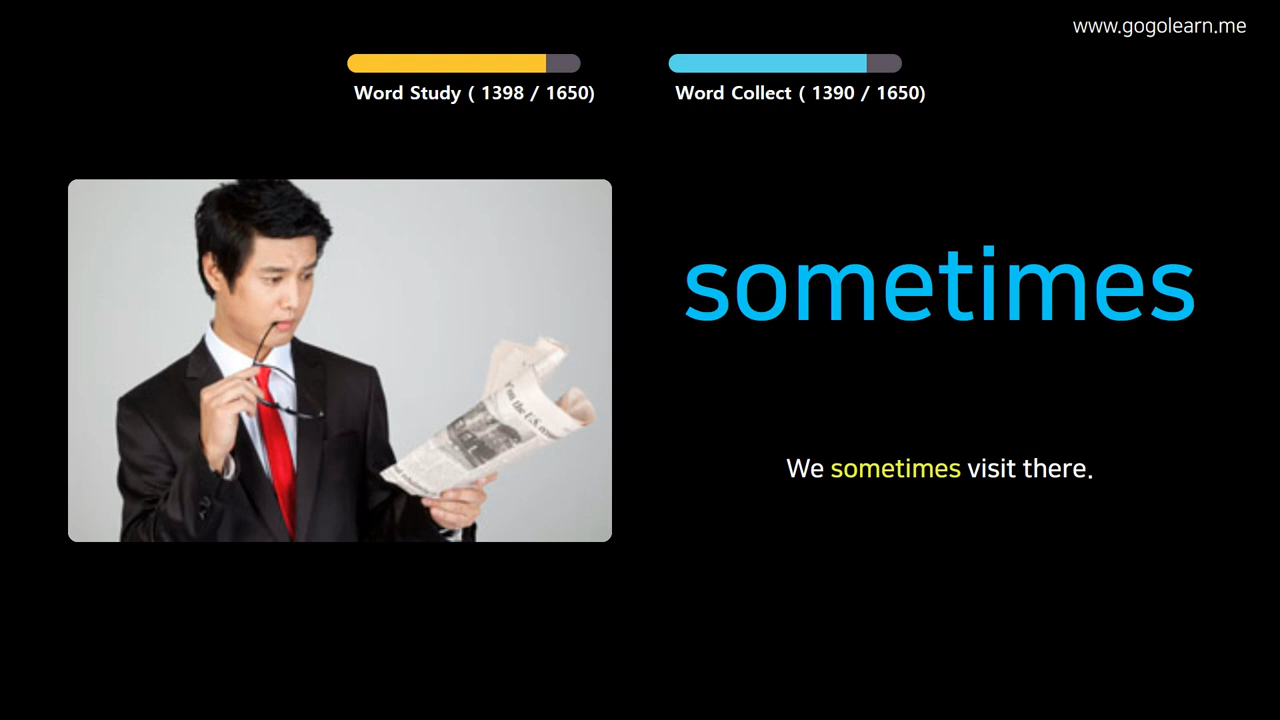 www.gogolearn.me
Word Study ( 1398 / 1650)
Word Collect ( 1390 / 1650)
sometimes
We sometimes visit there.